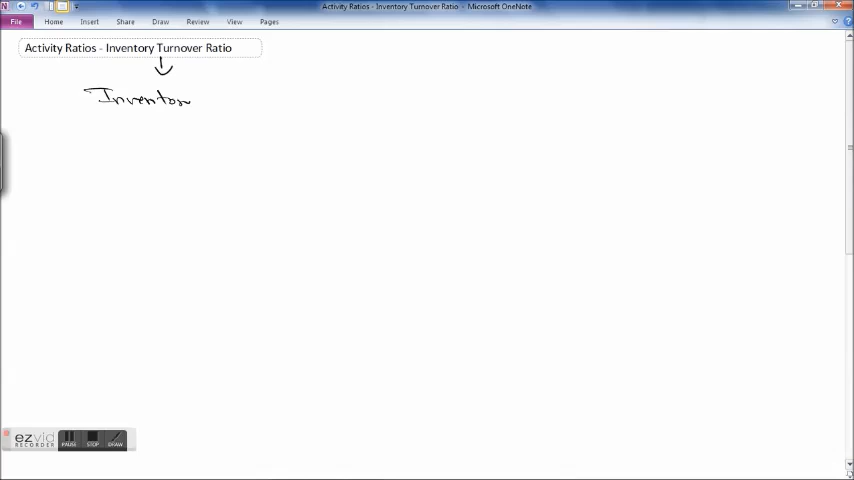 Activity Ratios - Inventory Turnover Ratio - Microsoft OneNote
File Home Insert Share Draw Review View Pages
Activity Ratios - Inventory Turnover Ratio
Inventor
ezvid
RECORDER
PAUSE STOP DRAW